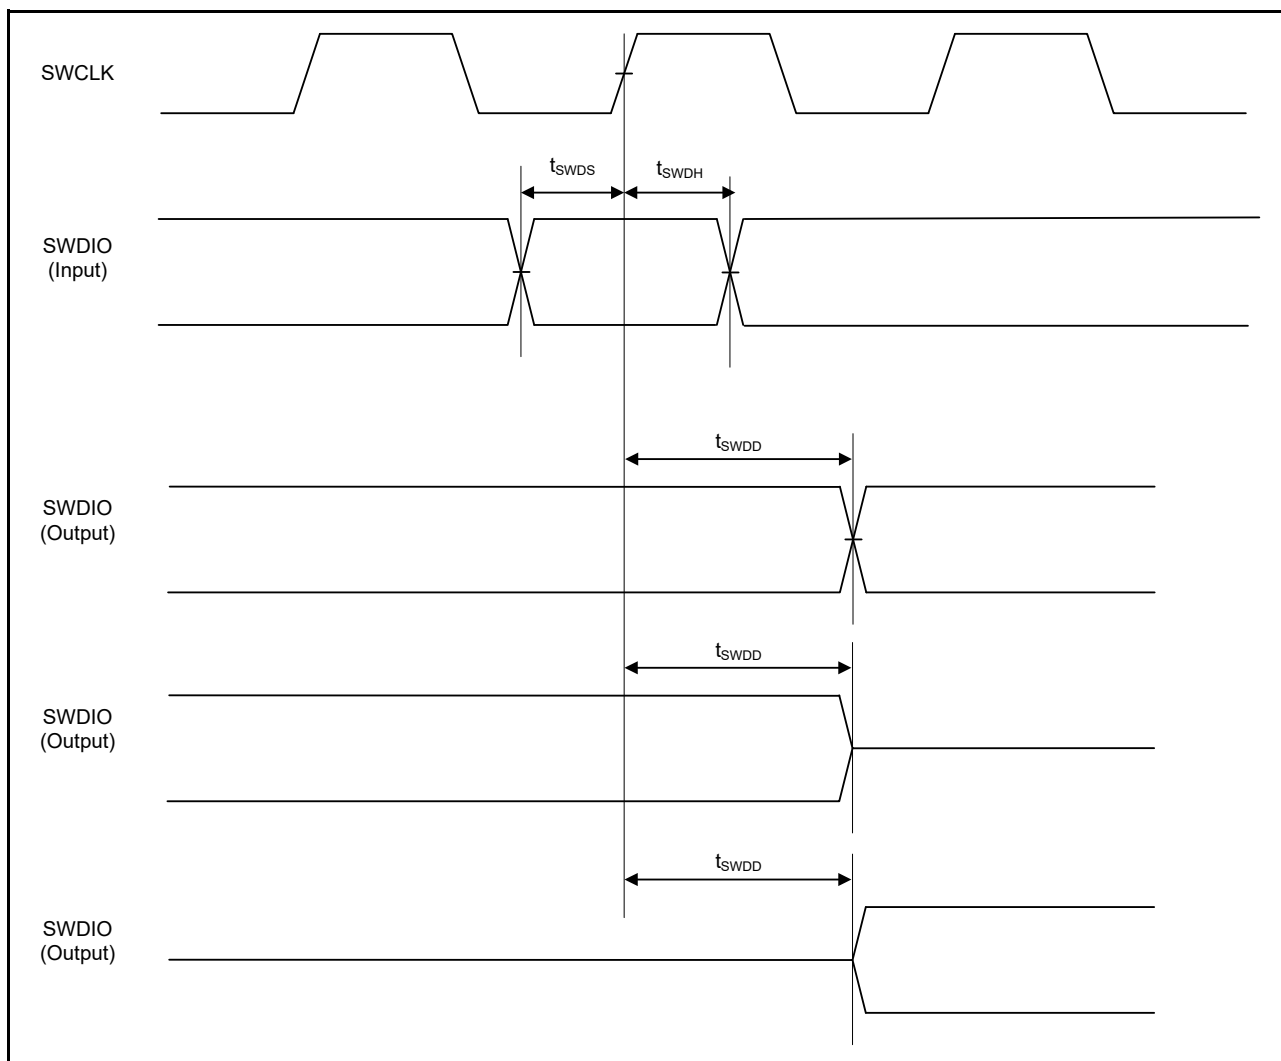 SWCLK
tSWDS
tSWDH
SWDIO
(Input)
tSWDD
SWDIO
(Output)
tSWDD
SWDIO
(Output)
tSWDD
SWDIO
(Output)